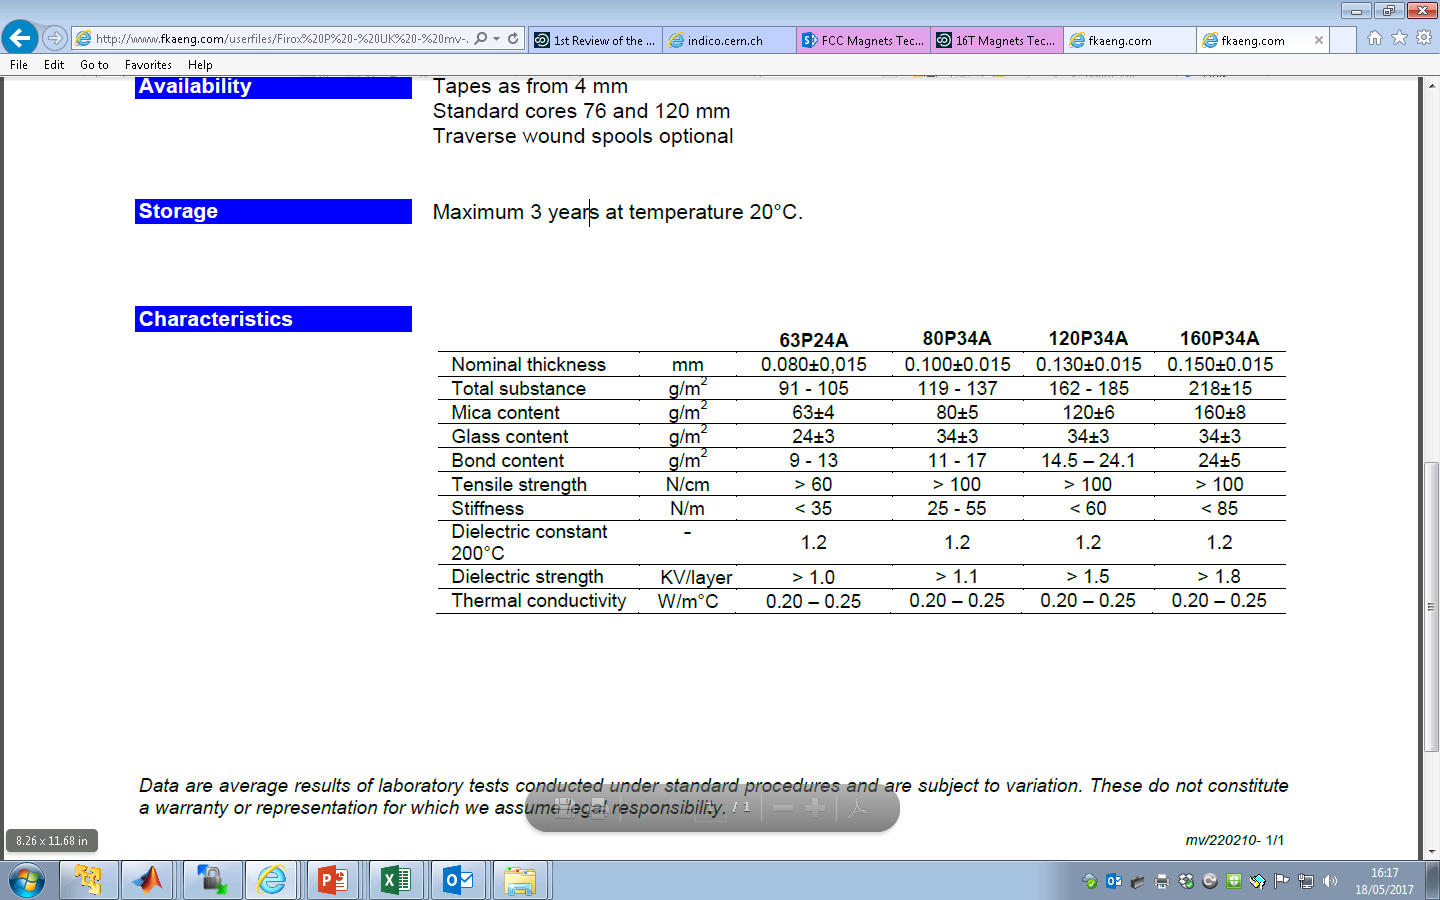 http://www.fkaeng.com/userfiles/Firox%20P%20-%20UK%20-%20mv-.
1st Review of the ...
indico.cern.ch
FCC Magnets Tec...
16T Magnets Tec...
fkaeng.com
fkaeng.com
File Edit Go to Favorites Help
Availability Tapes as from 4 mm
Standard cores 76 and 120 mm
Traverse wound spools optional
Storage Maximum 3 years at temperature 20°C.
Characteristics
63P24A 80P34A 120P34A 160P34A
Nominal thickness mm 0.080±0,015 0.100±0.015 0.130±0.015 0.150±0.015
Total substance g/m² 91 - 105 119 - 137 162 - 185 218±15
Mica content g/m² 63±4 80±5 120±6 160±8
Glass content g/m² 24±3 34±3 34±3 34±3
Bond content g/m² 9 - 13 11 - 17 14.5 – 24.1 24±5
Tensile strength N/cm > 60 > 100 > 100 > 100
Stiffness N/m < 35 25 - 55 < 60 < 85
Dielectric constant - 1.2 1.2 1.2 1.2
200°C
Dielectric strength KV/layer > 1.0 > 1.1 > 1.5 > 1.8
Thermal conductivity W/m°C 0.20 – 0.25 0.20 – 0.25 0.20 – 0.25 0.20 – 0.25
Data are average results of laboratory tests conducted under standard procedures and are subject to variation. These do not constitute
a warranty or representation for which we assume legal responsibility.
/ 1
8.26 x 11.68 in
mv/220210- 1/1
16:17
18/05/2017